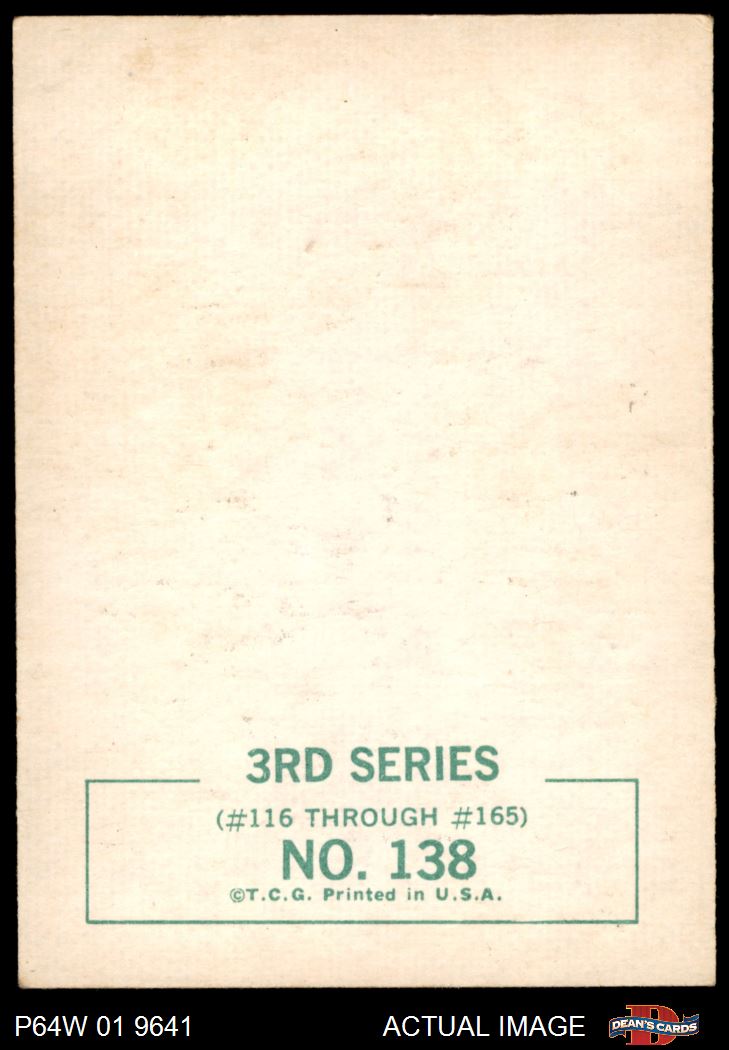 3RD SERIES
(#116 THROUGH #165)
NO. 138
©T.C.G. Printed in U.S.A.
P64W 01 9641
ACTUAL IMAGE
D
DEAN'S CARDS